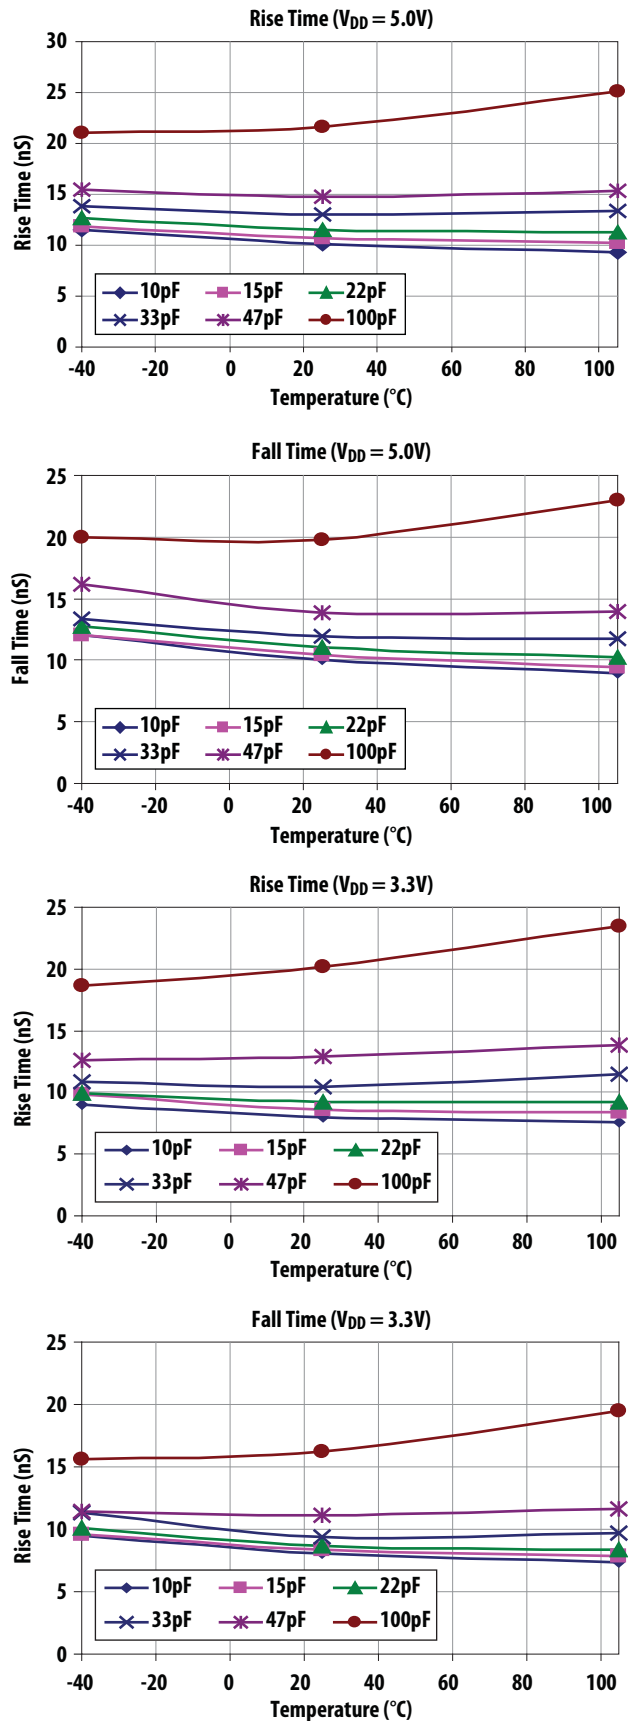 Rise Time (VDD = 5.0V)
30
25
20
15
10
5
0
Rise Time (nS)
10pF 15pF 22pF
33pF 47pF 100pF
-40 -20 0 20 40 60 80 100
Temperature (°C)
Fall Time (VDD = 5.0V)
25
20
15
10
5
0
Fall Time (nS)
10pF 15pF 22pF
33pF 47pF 100pF
-40 -20 0 20 40 60 80 100
Temperature (°C)
Rise Time (VDD = 3.3V)
25
20
15
10
5
0
Rise Time (nS)
10pF 15pF 22pF
33pF 47pF 100pF
-40 -20 0 20 40 60 80 100
Temperature (°C)
Fall Time (VDD = 3.3V)
25
20
15
10
5
0
Rise Time (nS)
10pF 15pF 22pF
33pF 47pF 100pF
-40 -20 0 20 40 60 80 100
Temperature (°C)